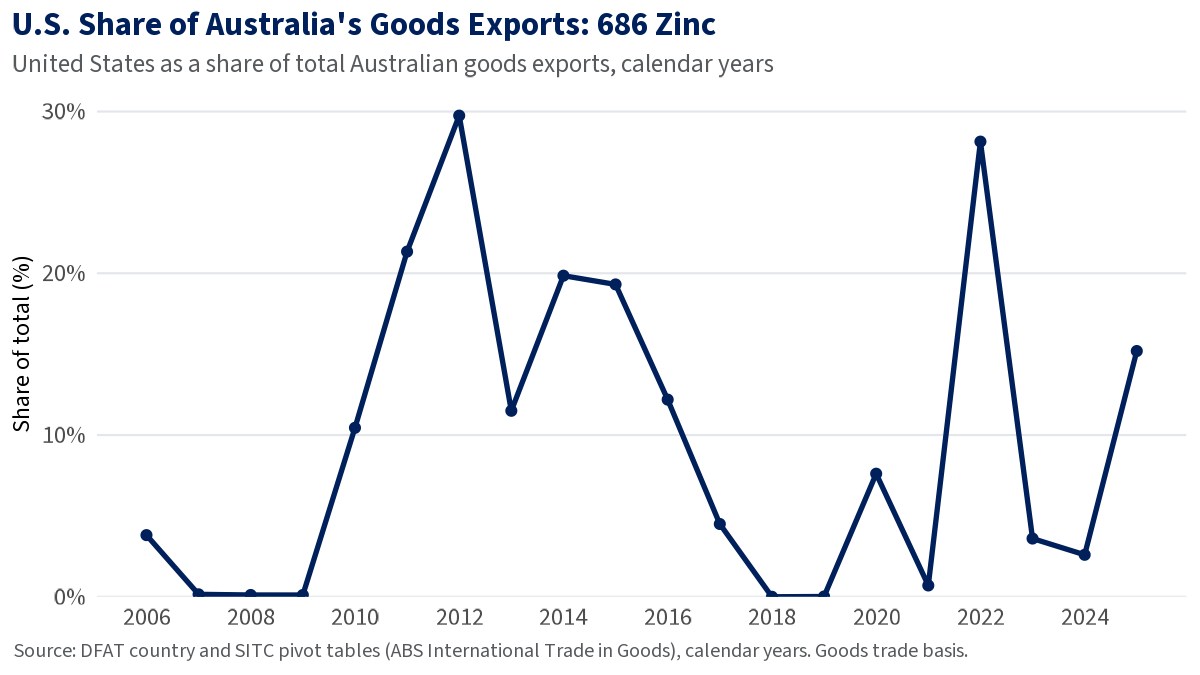 U.S. Share of Australia's Goods Exports: 686 Zinc
United States as a share of total Australian goods exports, calendar years
Share of total (%)
30%
20%
10%
0%
2006 2008 2010 2012 2014 2016 2018 2020 2022 2024
Source: DFAT country and SITC pivot tables (ABS International Trade in Goods), calendar years. Goods trade basis.